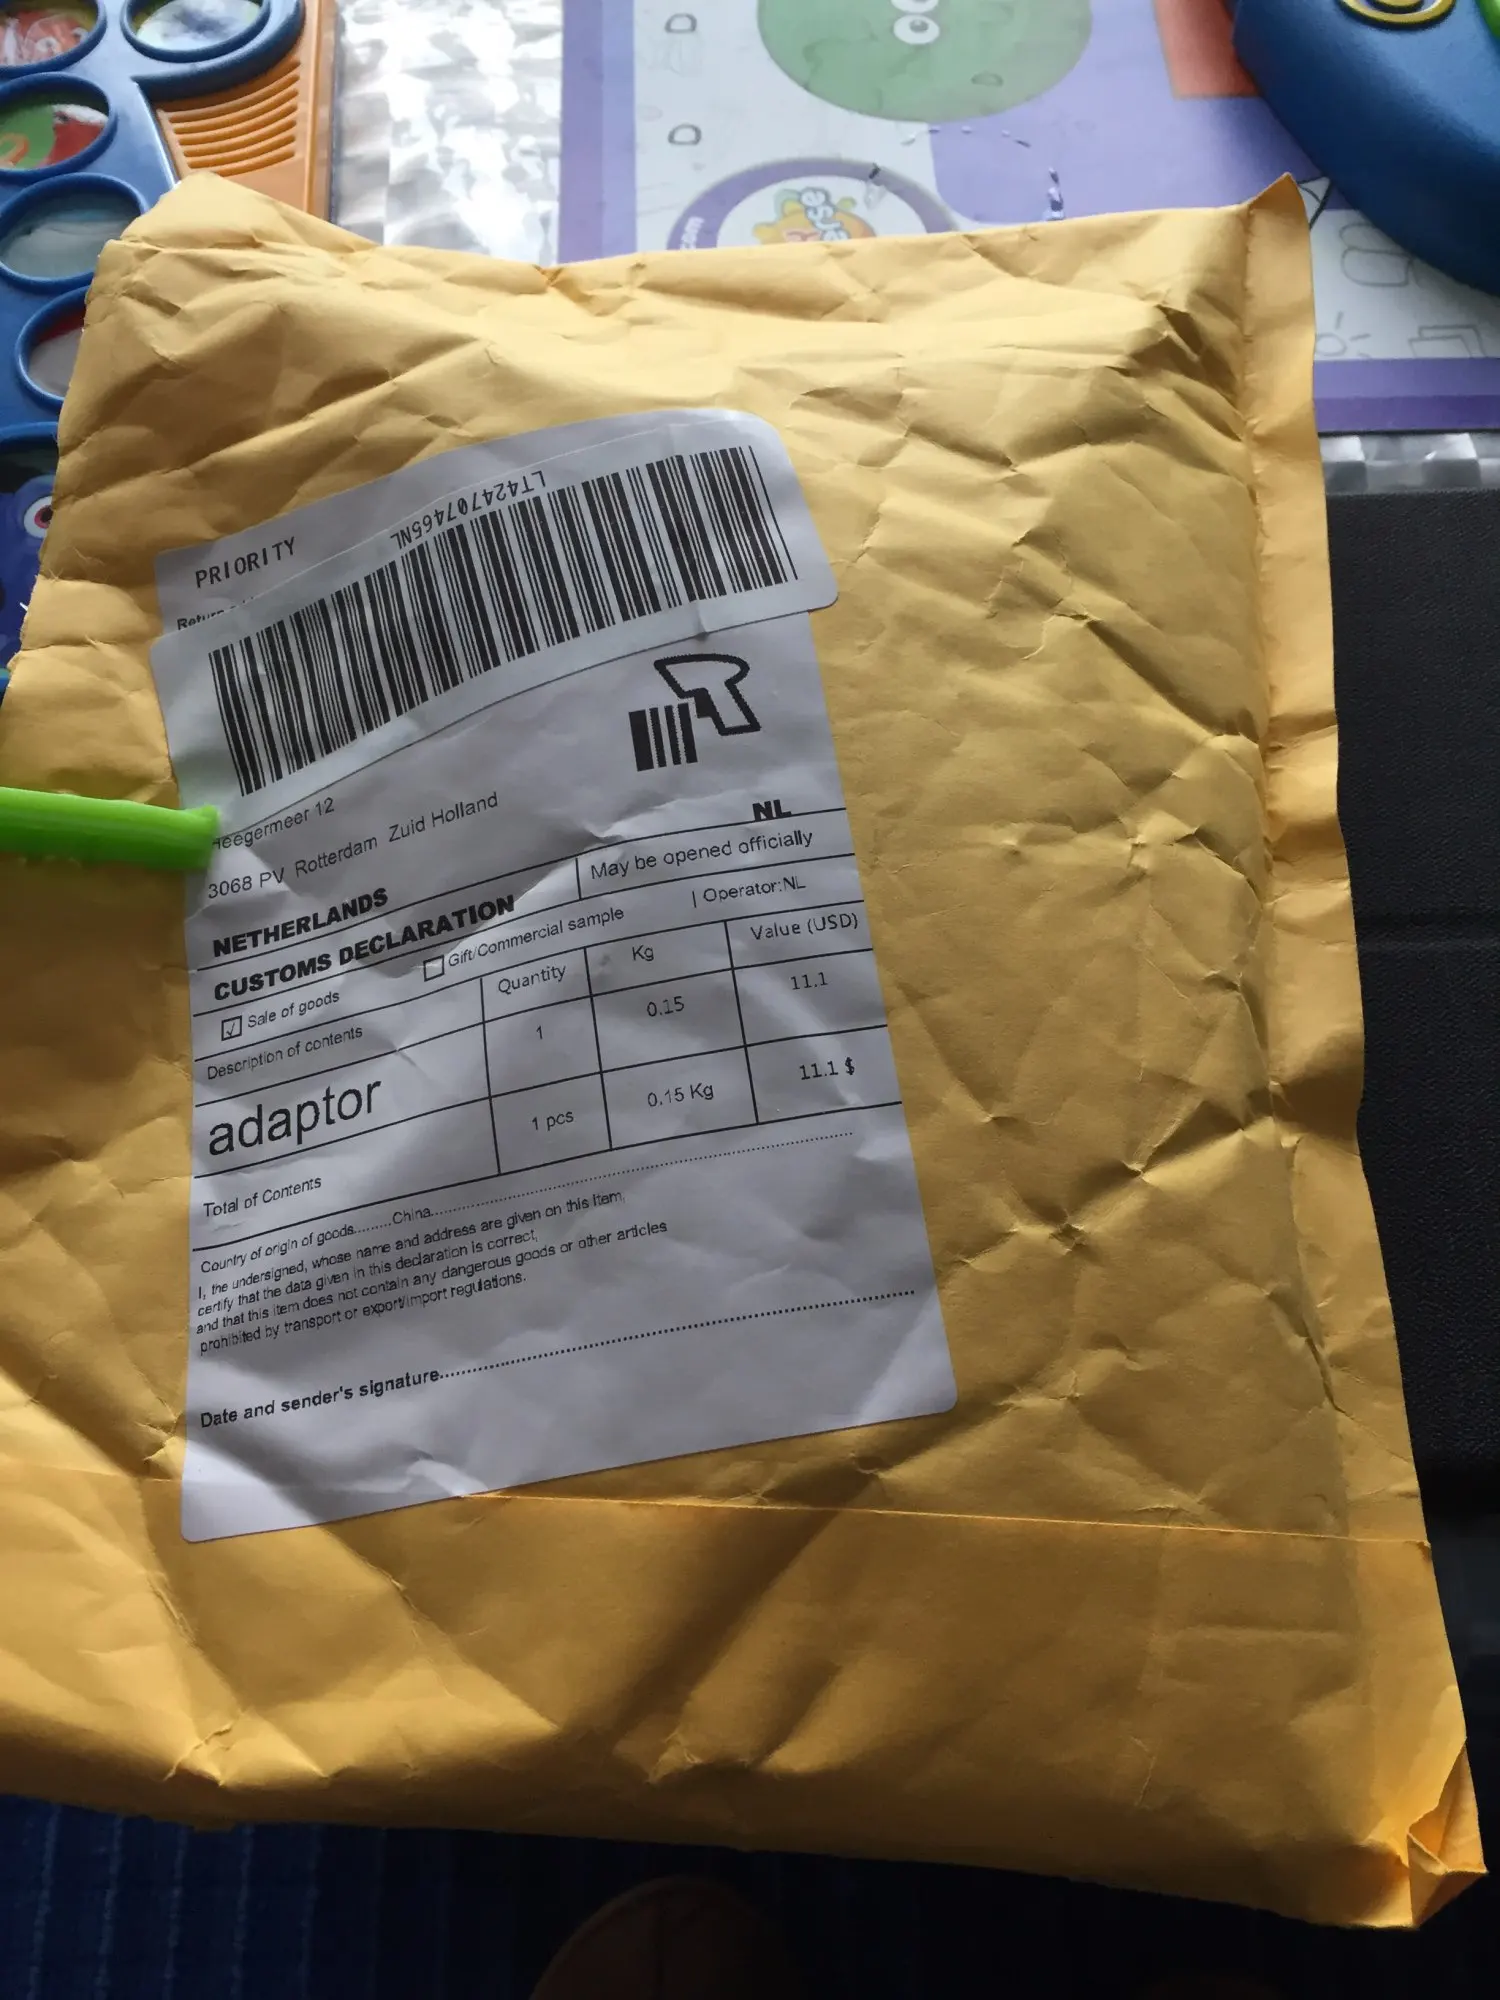 D
D
.com
PRIORITY
LT424707465NL
eegermeer 12
3068 PV Rotterdam Zuid Holland
NETHERLANDS
NL
CUSTOMS DECLARATION
May be opened officially
Sale of goods
Gift/Commercial sample
| Operator:NL
Description of contents
Quantity
Kg
Value (USD)
adaptor
1
0.15
11.1
Total of Contents
1 pcs
0.15 Kg
11.1 $
Country of origin of goods.........China
I, the undersigned, whose name and address are given on this item,
certify that the data given in this declaration is correct,
and that this item does not contain any dangerous goods or other articles
prohibited by transport or export/import regulations.
Date and sender's signature